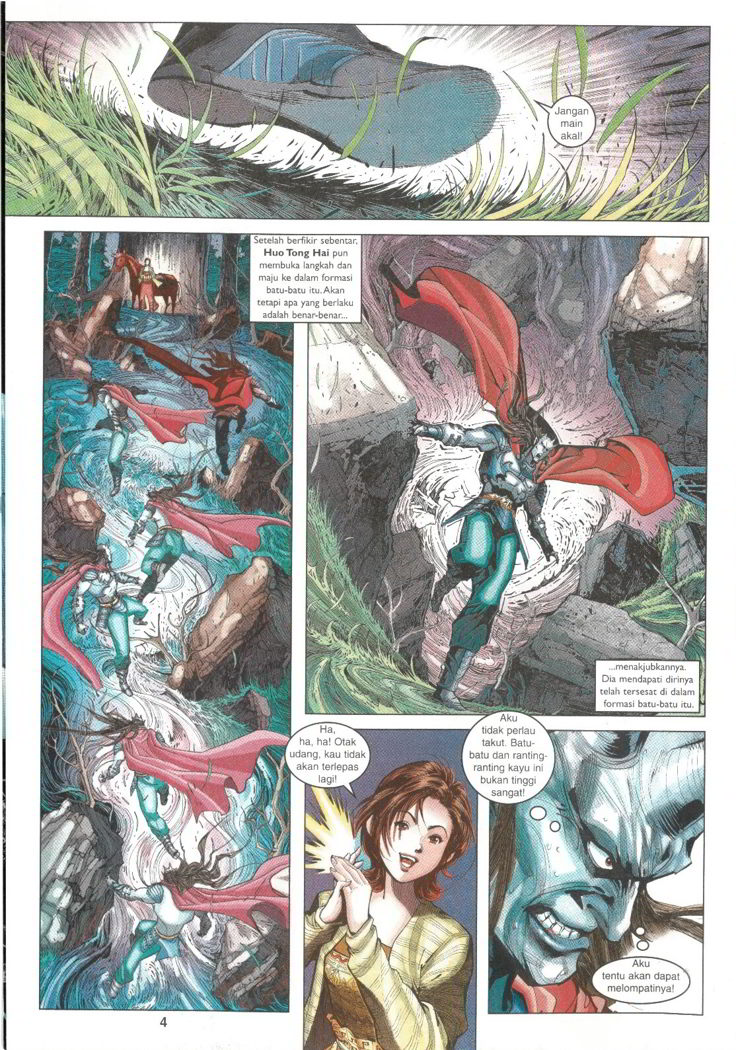 Jangan
main
akal!
Setelah berfikir sebentar,
Huo Tong Hai pun
membuka langkah dan
maju ke dalam formasi
batu-batu itu. Akan
tetapi apa yang berlaku
adalah benar-benar...
...menakjubkannya.
Dia mendapati dirinya
telah tersesat di dalam
formasi batu-batu itu.
Ha,
ha, ha! Otak
udang, kau tidak
akan terlepas
lagi!
Aku
tidak perlau
takut. Batu-
batu dan ranting-
ranting kayu ini
bukan tinggi
sangat!
Aku
tentu akan dapat
melompatinya!
4